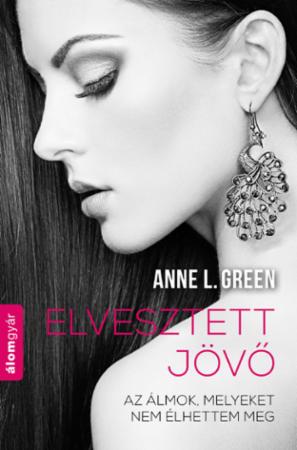 ANNE L. GREEN
ELVESZTETT
JÖVŐ
AZ ÁLMOK, MELYEKET
NEM ÉLHETTEM MEG
álomgyár